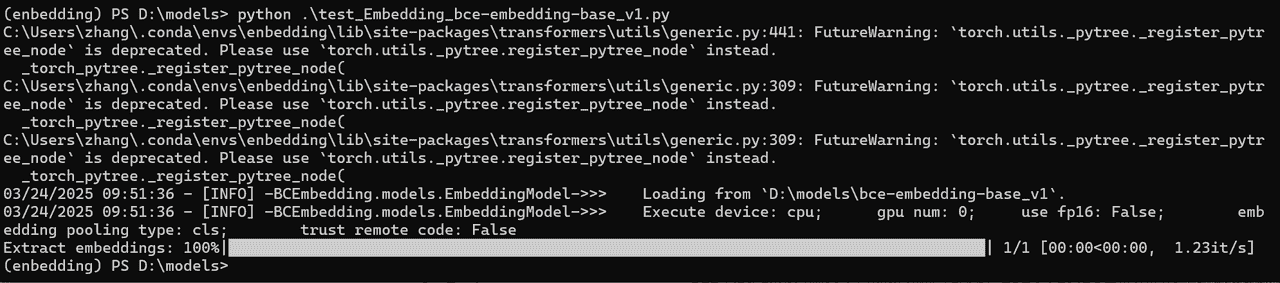 (enbedding) PS D:\models> python .\test_Embedding_bce-embedding-base_v1.py
C:\Users\zhang\.conda\envs\enbedding\lib\site-packages\transformers\utils\generic.py:441: FutureWarning: `torch.utils._pytree._register_pytr
ee_node` is deprecated. Please use `torch.utils._pytree.register_pytree_node` instead.
  _torch_pytree._register_pytree_node(
C:\Users\zhang\.conda\envs\enbedding\lib\site-packages\transformers\utils\generic.py:309: FutureWarning: `torch.utils._pytree._register_pytr
ee_node` is deprecated. Please use `torch.utils._pytree.register_pytree_node` instead.
  _torch_pytree._register_pytree_node(
C:\Users\zhang\.conda\envs\enbedding\lib\site-packages\transformers\utils\generic.py:309: FutureWarning: `torch.utils._pytree._register_pytr
ee_node` is deprecated. Please use `torch.utils._pytree.register_pytree_node` instead.
  _torch_pytree._register_pytree_node(
03/24/2025 09:51:36 - [INFO] -BCEmbedding.models.EmbeddingModel->>>    Loading from `D:\models\bce-embedding-base_v1`.
03/24/2025 09:51:36 - [INFO] -BCEmbedding.models.EmbeddingModel->>>    Execute device: cpu;      gpu num: 0;     use fp16: False;        emb
edding pooling type: cls;        trust remote code: False
Extract embeddings: 100%|                                                                                    | 1/1 [00:00<00:00,  1.23it/s]
(enbedding) PS D:\models>